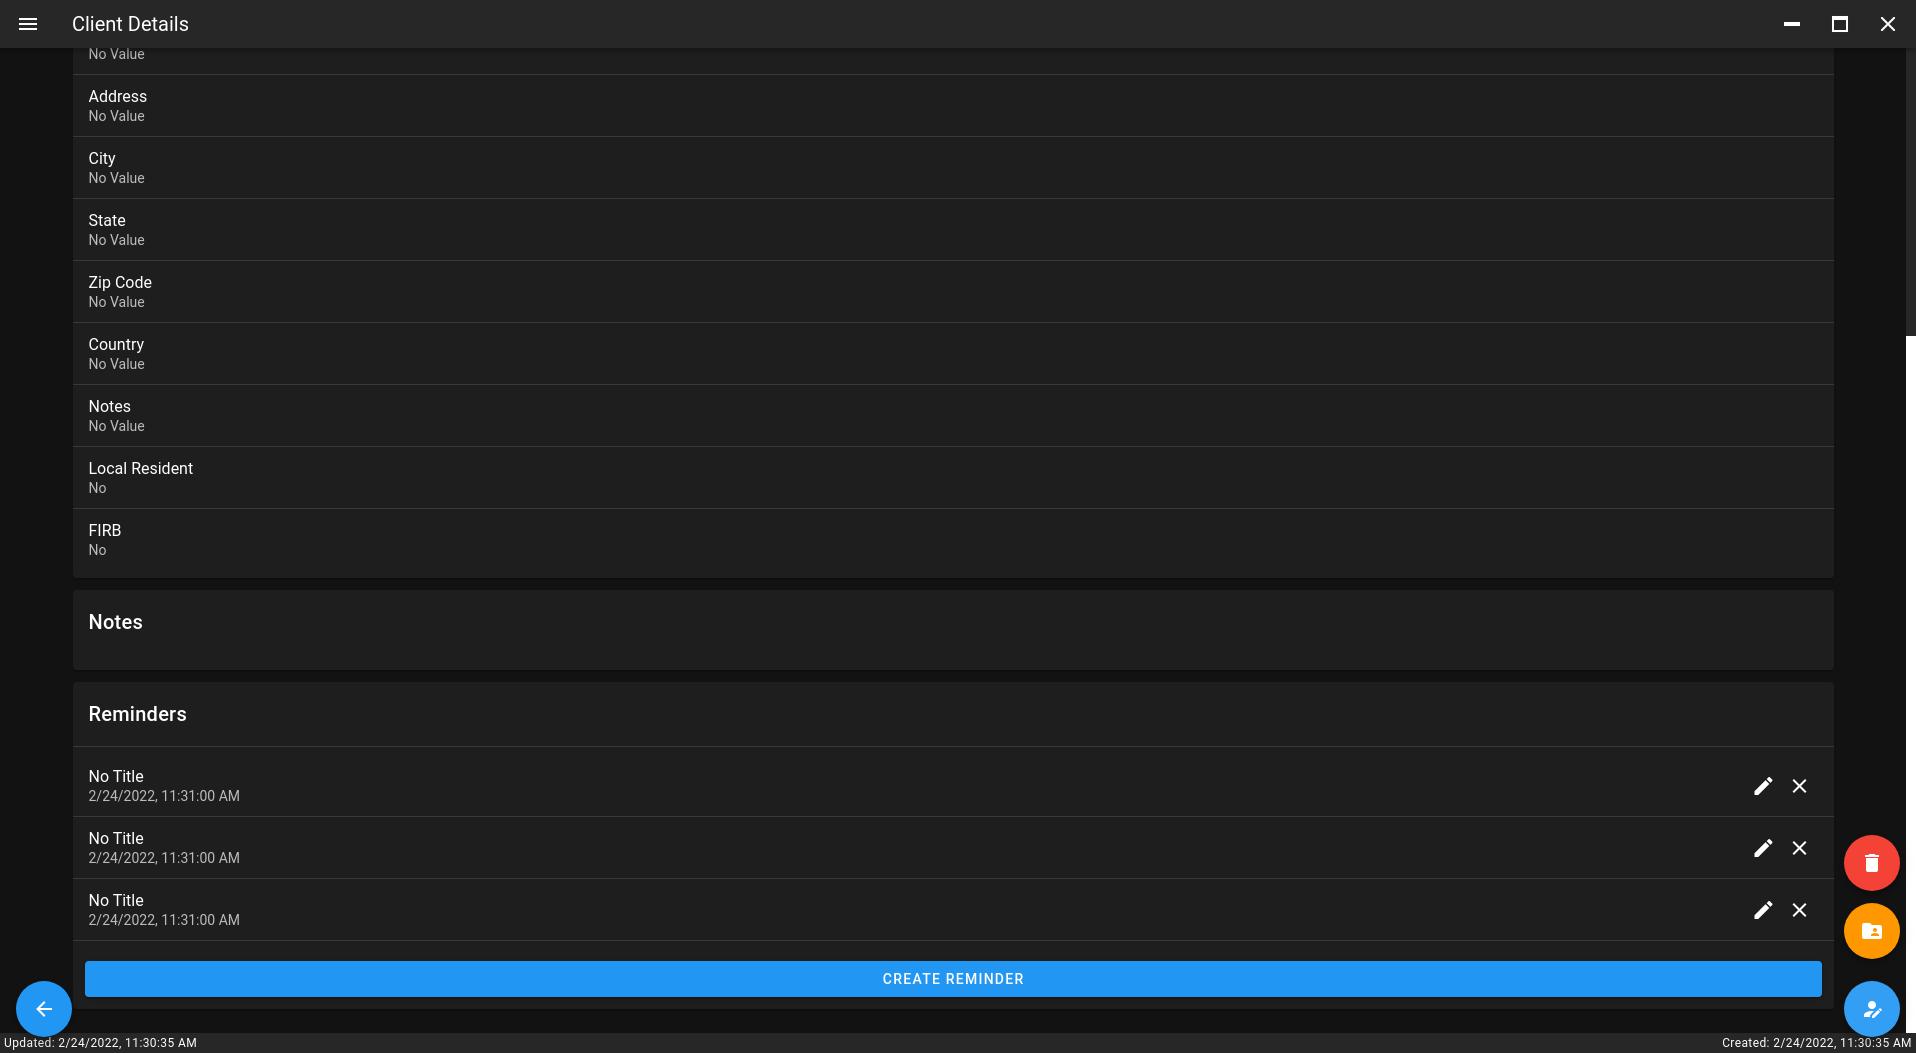 Client Details
No Value
Address
No Value
City
No Value
State
No Value
Zip Code
No Value
Country
No Value
Notes
No Value
Local Resident
No
FIRB
No
Notes
Reminders
No Title
2/24/2022, 11:31:00 AM
No Title
2/24/2022, 11:31:00 AM
No Title
2/24/2022, 11:31:00 AM
CREATE REMINDER
Updated: 2/24/2022, 11:30:35 AM
Created: 2/24/2022, 11:30:35 AM